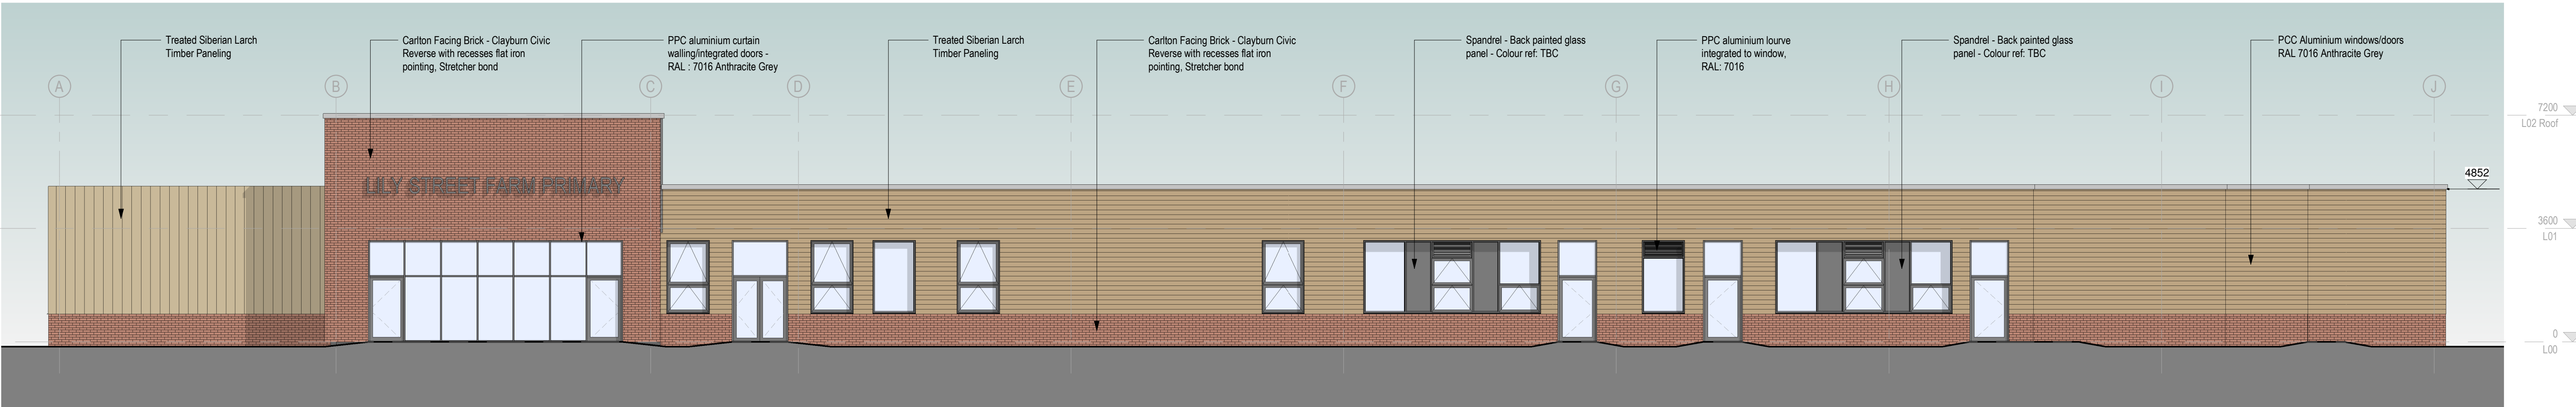 Treated Siberian Larch
Timber Paneling
Carlton Facing Brick - Clayburn Civic
Reverse with recesses flat iron
pointing, Stretcher bond
PPC aluminium curtain
walling/integrated doors -
RAL : 7016 Anthracite Grey
Treated Siberian Larch
Timber Paneling
Carlton Facing Brick - Clayburn Civic
Reverse with recesses flat iron
pointing, Stretcher bond
Spandrel - Back painted glass
panel - Colour ref: TBC
PPC aluminium lourve
integrated to window,
RAL: 7016
Spandrel - Back painted glass
panel - Colour ref: TBC
PCC Aluminium windows/doors
RAL 7016 Anthracite Grey
A
B
C
D
E
F
G
H
I
J
7200
L02 Roof
4852
LILY STREET FARM PRIMARY
3600
L01
0
L00